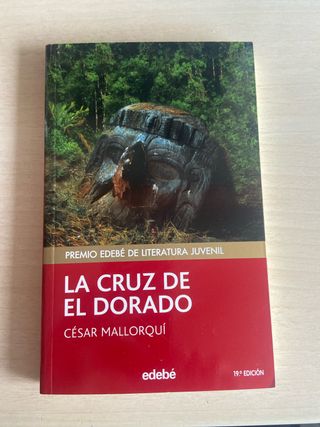 PREMIO EDEBÉ DE LITERATURA JUVENIL
LA CRUZ DE
EL DORADO
CÉSAR MALLORQUÍ
edebé
19.ª EDICIÓN